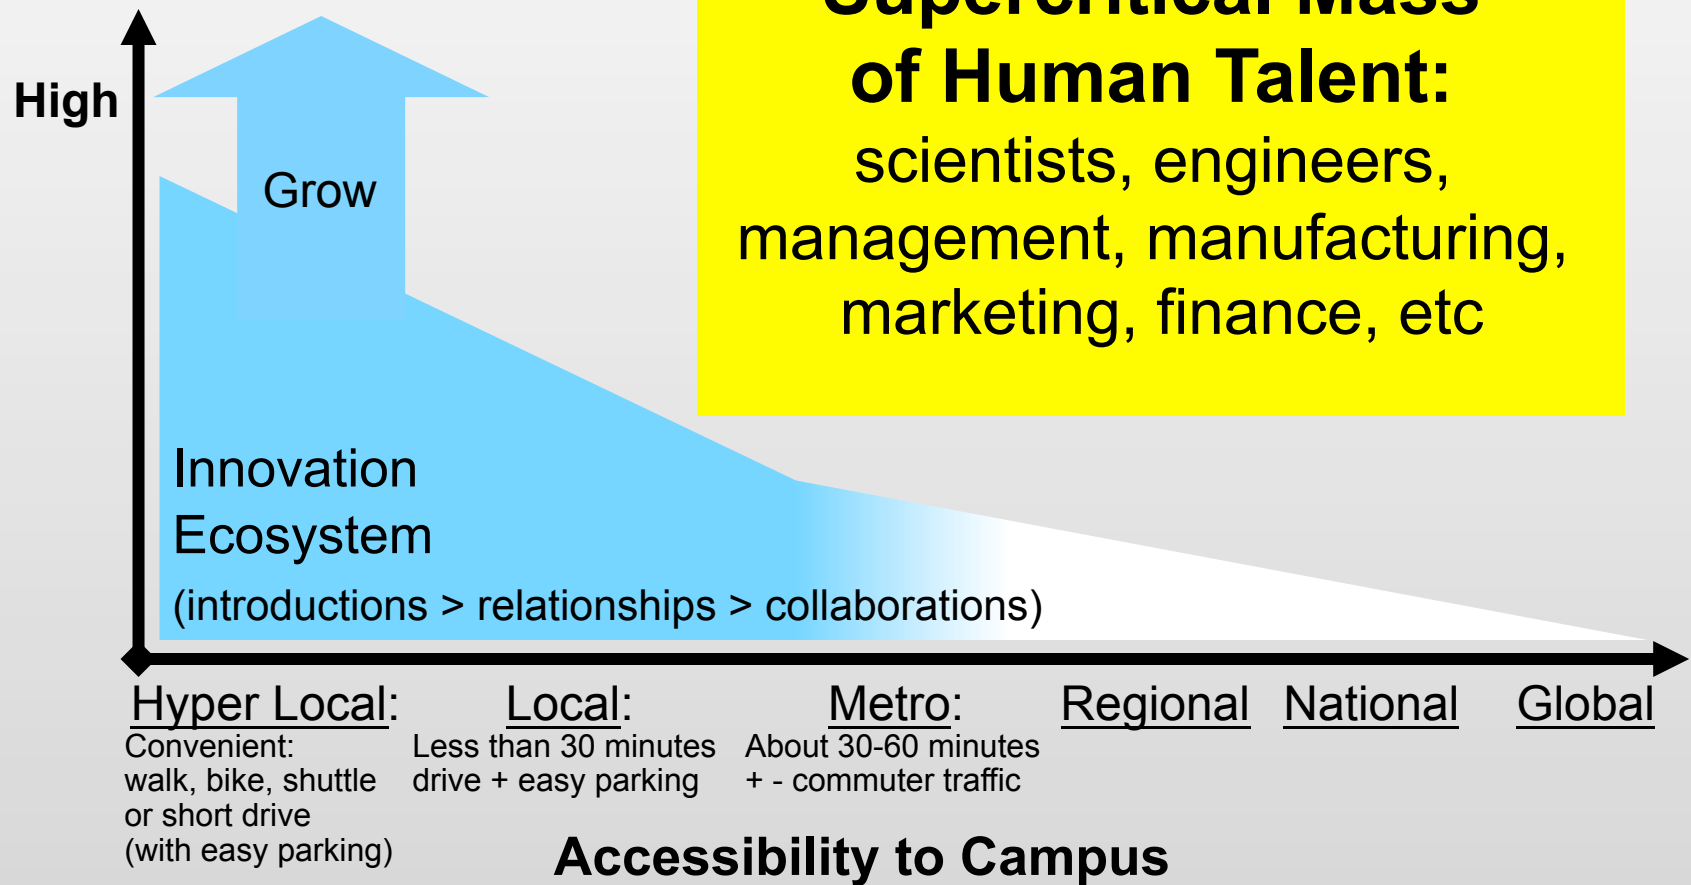 Supercritical Mass
of Human Talent:
scientists, engineers,
management, manufacturing,
marketing, finance, etc
High
Grow
Innovation
Ecosystem
(introductions > relationships > collaborations)
Hyper Local:
Convenient:
walk, bike, shuttle
or short drive
(with easy parking)
Local:
Less than 30 minutes
drive + easy parking
Metro:
About 30-60 minutes
+ - commuter traffic
Regional
National
Global
Accessibility to Campus